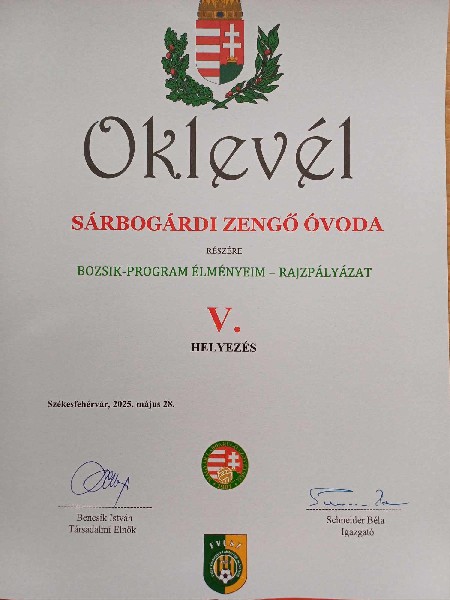 Oklevél
SÁRBOGÁRDI ZENGŐ ÓVODA
RÉSZÉRE
BOZSIK-PROGRAM ÉLMÉNYEIM – RAJZPÁLYÁZAT
V.
HELYEZÉS
Székesfehérvár, 2025. május 28.
Bencsik István
Társadalmi Elnök
Schneider Béla
Igazgató